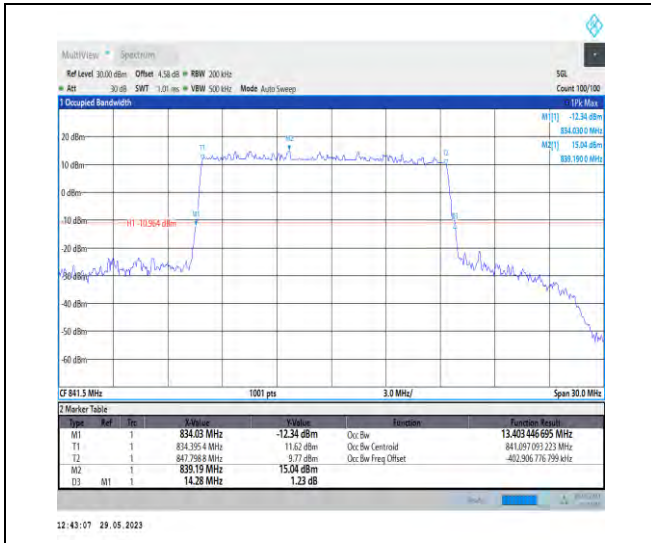 MultiView Spectrum
Ref Level 30.00 dBm Offset 4.58 dB RBW 200 kHz SGL
Att 30 dB SWT 1.01 ms VBW 500 kHz Mode Auto Sweep Count 100/100
1 Occupied Bandwidth 1Pk Max
M1[1] -12.34 dBm
834.030 0 MHz
M2[1] 15.04 dBm
839.190 0 MHz
20 dBm
M2
T1
T2
10 dBm
0 dBm
-10 dBm
M1
H1 -10.964 dBm
-20 dBm
-30 dBm
-40 dBm
-50 dBm
-60 dBm
CF 841.5 MHz 1001 pts 3.0 MHz/ Span 30.0 MHz
2 Marker Table
Type Ref Trc X-Value Y-Value Function Function Result
M1 1 834.03 MHz -12.34 dBm Occ Bw 13.403 446 695 MHz
T1 1 834.395 4 MHz 11.62 dBm Occ Bw Centroid 841.097 093 223 MHz
T2 1 847.798 8 MHz 9.77 dBm Occ Bw Freq Offset -402.906 776 799 kHz
M2 1 839.19 MHz 15.04 dBm
D3 M1 1 14.28 MHz 1.23 dB
12:43:07 29.05.2023